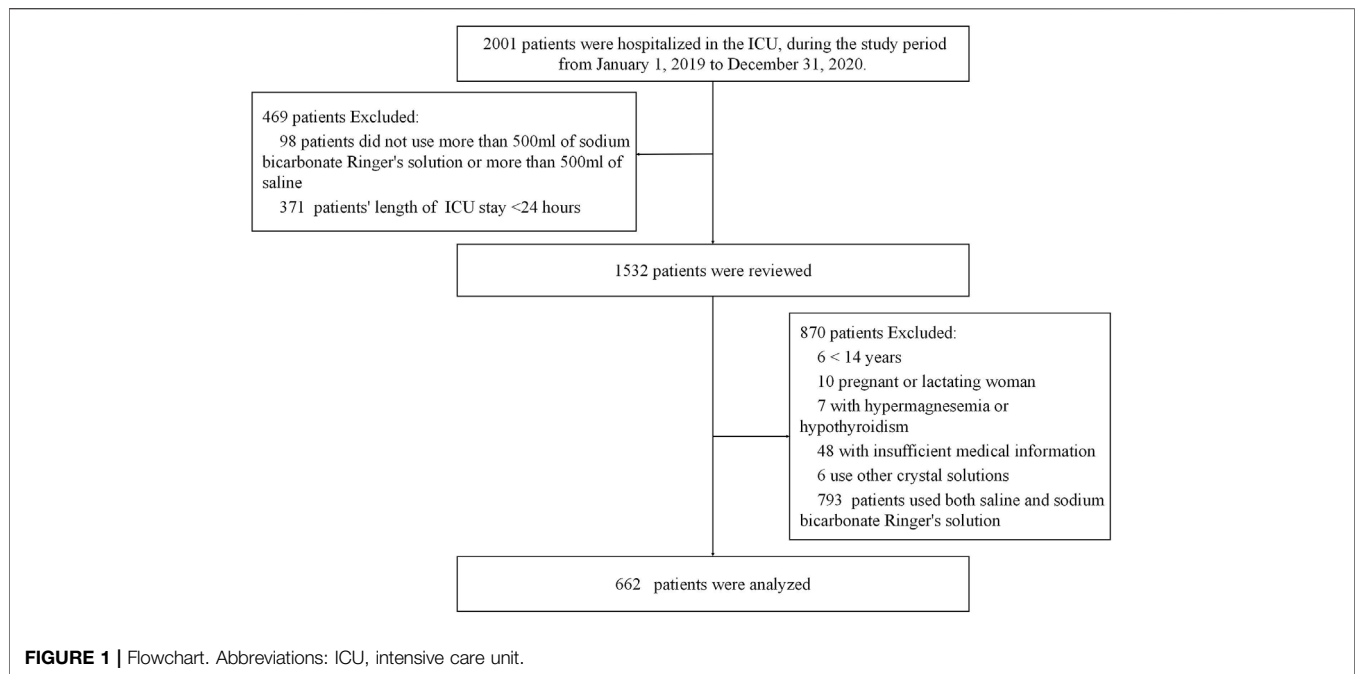 2001 patients were hospitalized in the ICU, during the study period
from January 1, 2019 to December 31, 2020.
469 patients Excluded:
98 patients did not use more than 500ml of sodium
bicarbonate Ringer's solution or more than 500ml of
saline
371 patients' length of ICU stay <24 hours
1532 patients were reviewed
870 patients Excluded:
6 < 14 years
10 pregnant or lactating woman
7 with hypermagnesemia or
hypothyroidism
48 with insufficient medical information
6 use other crystal solutions
793 patients used both saline and sodium
bicarbonate Ringer's solution
662 patients were analyzed
FIGURE 1 | Flowchart. Abbreviations: ICU, intensive care unit.